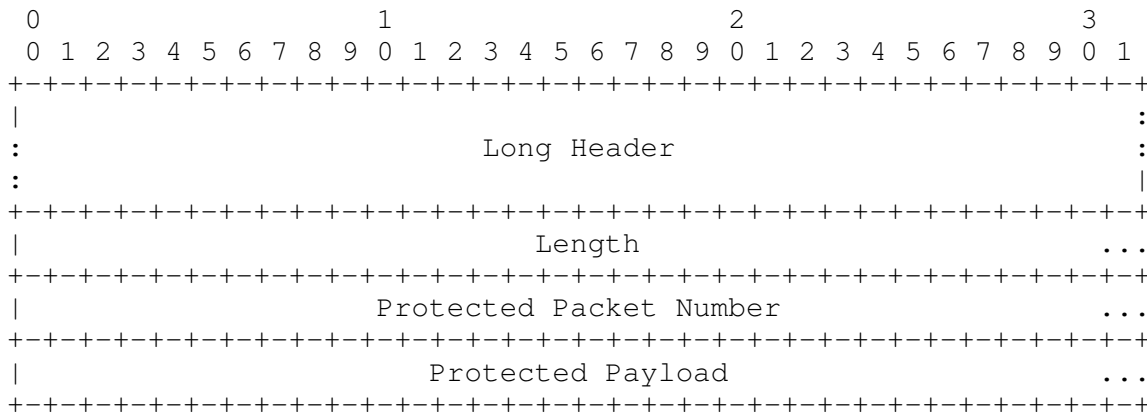 0                   1                   2                   3
 0 1 2 3 4 5 6 7 8 9 0 1 2 3 4 5 6 7 8 9 0 1 2 3 4 5 6 7 8 9 0 1
+-+-+-+-+-+-+-+-+-+-+-+-+-+-+-+-+-+-+-+-+-+-+-+-+-+-+-+-+-+-+-+-+
|                                                               :
:                          Long Header                          :
:                                                               |
+-+-+-+-+-+-+-+-+-+-+-+-+-+-+-+-+-+-+-+-+-+-+-+-+-+-+-+-+-+-+-+-+
|                             Length                          ...
+-+-+-+-+-+-+-+-+-+-+-+-+-+-+-+-+-+-+-+-+-+-+-+-+-+-+-+-+-+-+-+-+
|                    Protected Packet Number                  ...
+-+-+-+-+-+-+-+-+-+-+-+-+-+-+-+-+-+-+-+-+-+-+-+-+-+-+-+-+-+-+-+-+
|                       Protected Payload                     ...
+-+-+-+-+-+-+-+-+-+-+-+-+-+-+-+-+-+-+-+-+-+-+-+-+-+-+-+-+-+-+-+-+